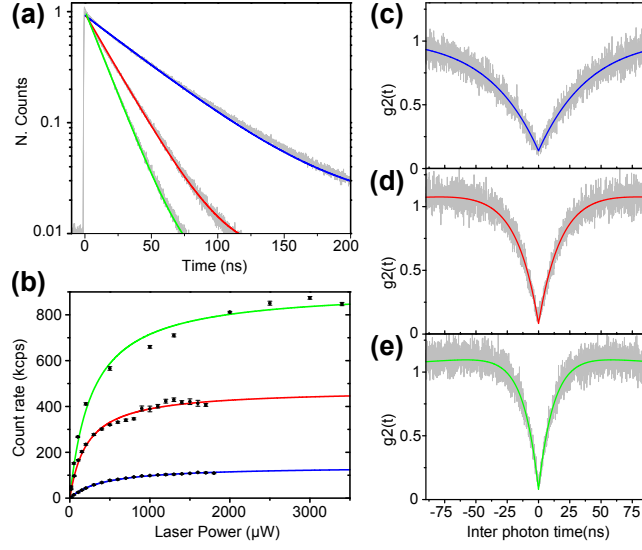 (a)
N. Counts
1
0.1
0.01
0 50 100 150 200
Time (ns)
(b)
Count rate (kcps)
800
600
400
200
0
0 1000 2000 3000
Laser Power (µW)
(c)
g2(t)
1
0.5
0
(d)
g2(t)
1
0.5
0
(e)
g2(t)
1
0.5
0
-75 -50 -25 0 25 50 75
Inter photon time(ns)